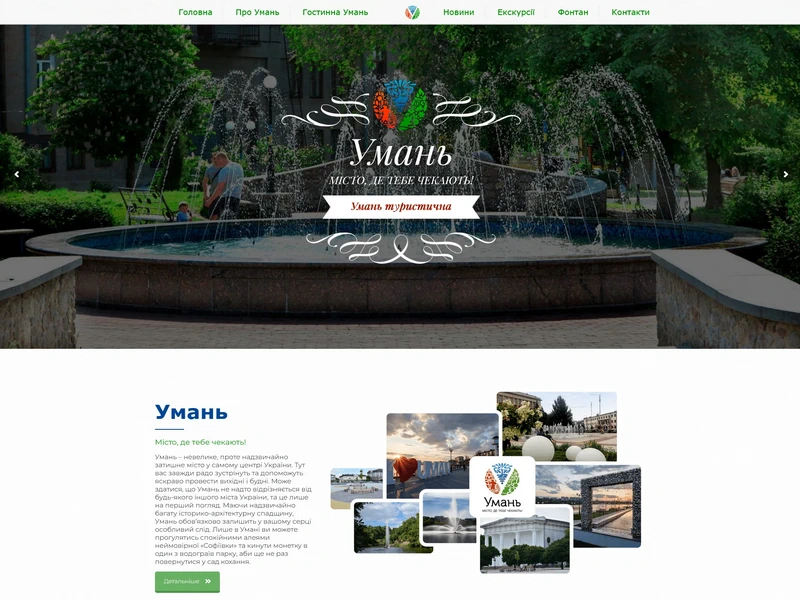 Головна
Про Умань
Гостинна Умань
Новини
Екскурсії
Фонтан
Контакти
Умань
МІСТО, ДЕ ТЕБЕ ЧЕКАЮТЬ!
Умань туристична
Умань
Місто, де тебе чекають!
Умань – невелике, проте надзвичайно
затишне місто у самому центрі України. Тут
вас завжди радо зустрінуть та допоможуть
яскраво провести вихідні і будні. Може
здатися, що Умань не надто відрізняється від
будь-якого іншого міста України, та це лише
на перший погляд. Маючи надзвичайно
багату історико-архітектурну спадщину,
Умань обов'язково залишить у вашому серці
особливий слід. Лише в Умані ви можете
прогулятись спокійними алеями
неймовірної «Софіївки» та кинути монетку в
один з водограїв парку, аби ще не раз
повернутися у сад кохання.
Детальніше
Умань
МІСТО, ДЕ ТЕБЕ ЧЕКАЮТЬ!